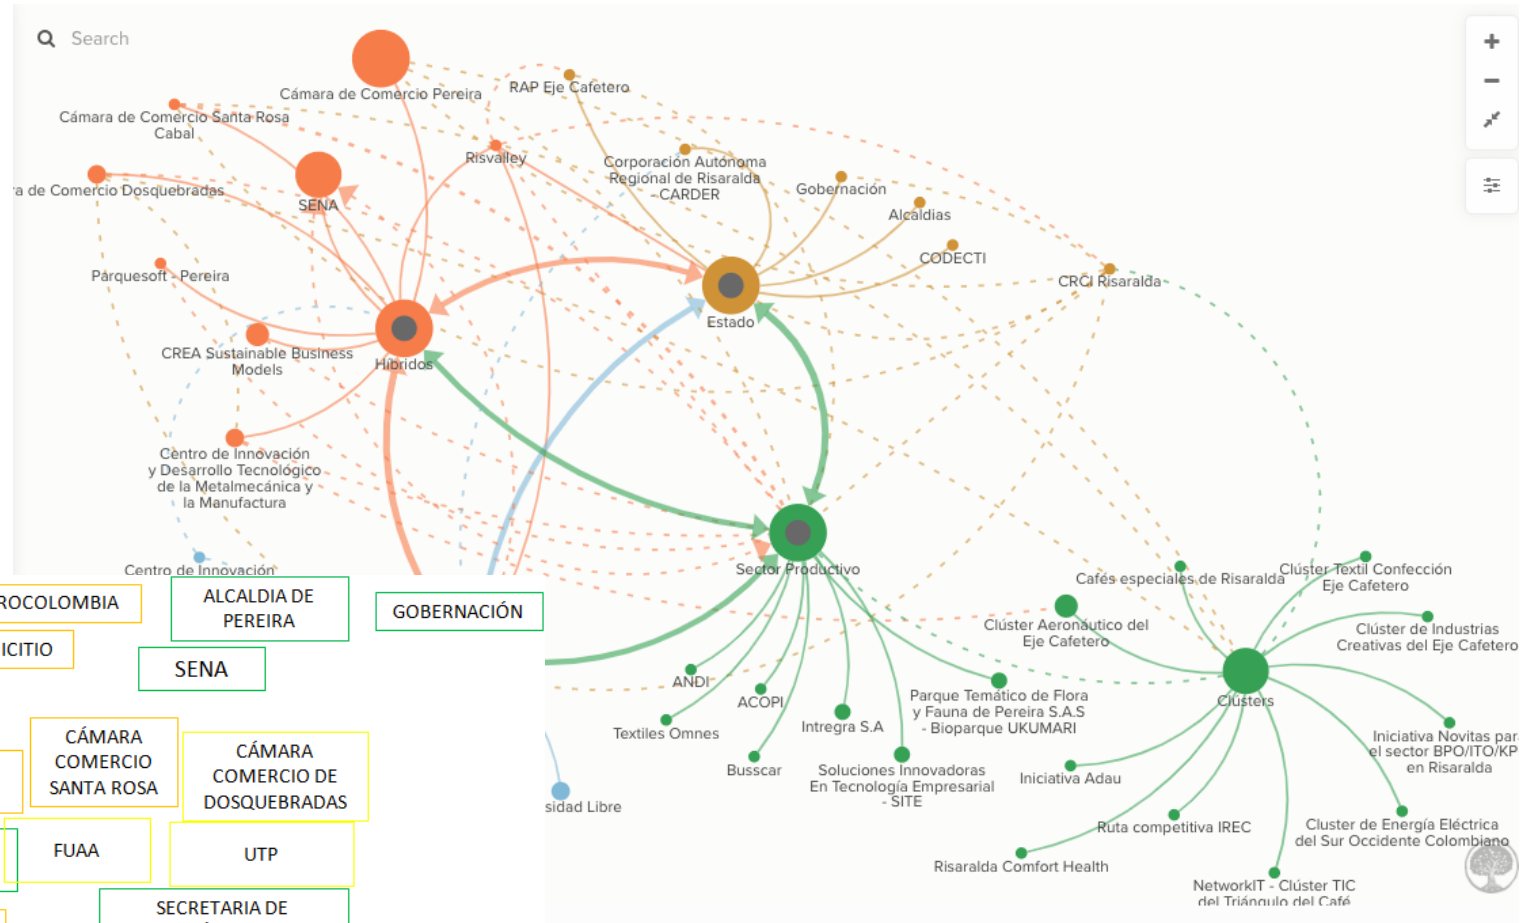 Search
Cámara de Comercio Pereira
RAP Eje Cafetero
Cámara de Comercio Santa Rosa
Cabal
Risvalley
Corporación Autónoma
Regional de Risaralda
- CARDER
a de Comercio Dosquebradas
SENA
Gobernación
Alcaldias
CODECTI
CRCI Risaralda
Parquesoft - Pereira
Estado
CREA Sustainable Business
Models
Híbridos
Centro de Innovación
y Desarrollo Tecnológico
de la Metalmecánica y
la Manufactura
Centro de Innovación
Sector Productivo
Cafés especiales de Risaralda
Clúster Textil Confección
Eje Cafetero
Clúster Aeronáutico del
Eje Cafetero
Clúster de Industrias
Creativas del Eje Cafetero
ANDI
ACOPI
Textiles Omnes
Intregra S.A
Parque Temático de Flora
y Fauna de Pereira S.A.S
- Bioparque UKUMARI
Clústers
Busscar
Soluciones Innovadoras
En Tecnología Empresarial
- SITE
Iniciativa Adau
Iniciativa Novitas par
el sector BPO/ITO/KP
en Risaralda
sidad Libre
Ruta competitiva IREC
Cluster de Energía Eléctrica
del Sur Occidente Colombiano
Risaralda Comfort Health
NetworkIT - Clúster TIC
del Triángulo del Café
ROCOLOMBIA
ALCALDIA DE
PEREIRA
GOBERNACIÓN
ICITIO
SENA
CÁMARA
COMERCIO
SANTA ROSA
CÁMARA
COMERCIO DE
DOSQUEBRADAS
FUAA
UTP
SECRETARIA DE